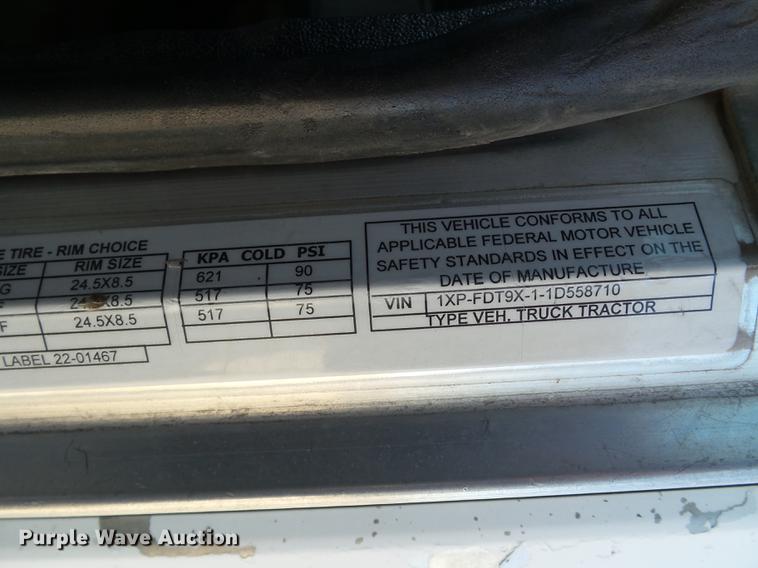 E TIRE - RIM CHOICE
SIZE RIM SIZE
G 24.5X8.5
F 24.5X8.5
F 24.5X8.5
LABEL 22-01467
KPA COLD PSI
621 90
517 75
517 75
THIS VEHICLE CONFORMS TO ALL
APPLICABLE FEDERAL MOTOR VEHICLE
SAFETY STANDARDS IN EFFECT ON THE
DATE OF MANUFACTURE
VIN 1XP-FDT9X-1-1D558710
TYPE VEH. TRUCK TRACTOR
Purple Wave Auction